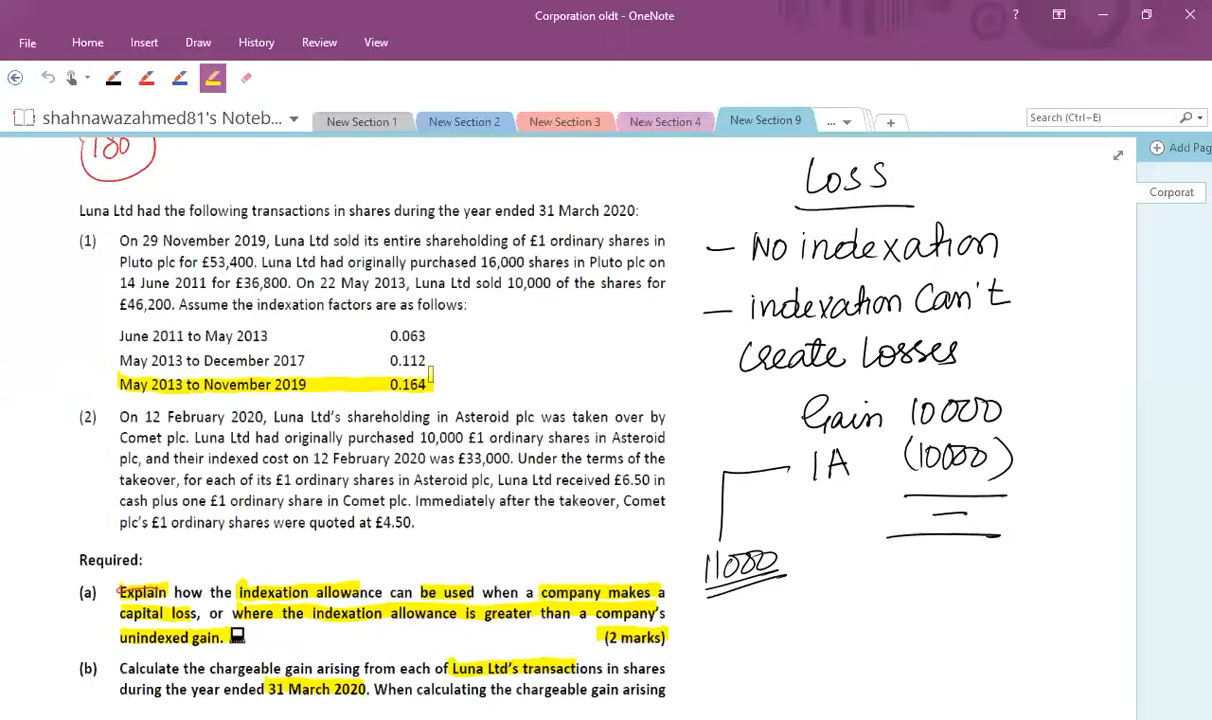 Corporation oldt - OneNote
?
File Home Insert Draw History Review View
shahnawazahmed81's Noteb... New Section 1 New Section 2 New Section 3 New Section 4 New Section 9 ... + Search (Ctrl+E)
Add Pag
Corporat
180
Luna Ltd had the following transactions in shares during the year ended 31 March 2020:
(1) On 29 November 2019, Luna Ltd sold its entire shareholding of £1 ordinary shares in
Pluto plc for £53,400. Luna Ltd had originally purchased 16,000 shares in Pluto plc on
14 June 2011 for £36,800. On 22 May 2013, Luna Ltd sold 10,000 of the shares for
£46,200. Assume the indexation factors are as follows:
June 2011 to May 2013 0.063
May 2013 to December 2017 0.112
May 2013 to November 2019 0.164
(2) On 12 February 2020, Luna Ltd's shareholding in Asteroid plc was taken over by
Comet plc. Luna Ltd had originally purchased 10,000 £1 ordinary shares in Asteroid
plc, and their indexed cost on 12 February 2020 was £33,000. Under the terms of the
takeover, for each of its £1 ordinary shares in Asteroid plc, Luna Ltd received £6.50 in
cash plus one £1 ordinary share in Comet plc. Immediately after the takeover, Comet
plc's £1 ordinary shares were quoted at £4.50.
Required:
(a) Explain how the indexation allowance can be used when a company makes a
capital loss, or where the indexation allowance is greater than a company's
unindexed gain. (2 marks)
(b) Calculate the chargeable gain arising from each of Luna Ltd's transactions in shares
during the year ended 31 March 2020. When calculating the chargeable gain arising
Loss
- No indexation
- indexation Can't
Create Losses
Gain 10000
IA (10000)
-
11000